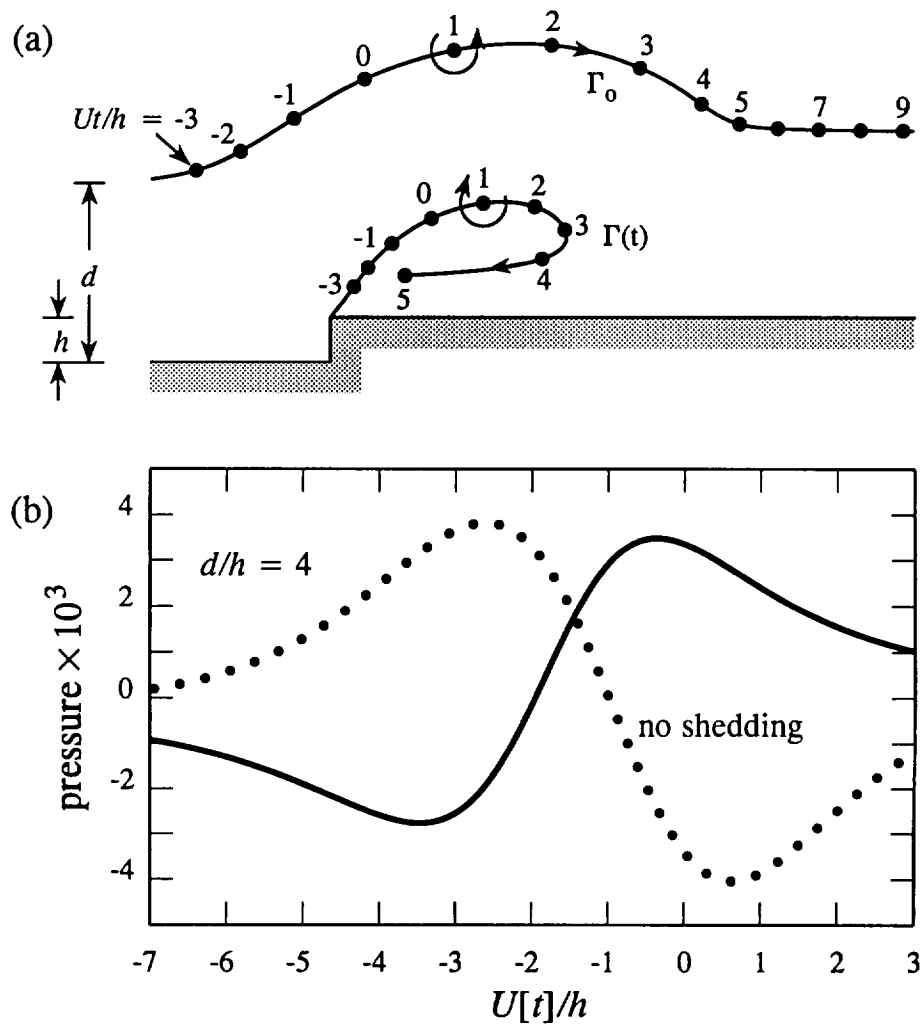 (a)
1
2
0
3
-1
Γo
4
Ut/h = -3
-2
5
7
9
1
0
2
-1
3
Γ(t)
d
-3
4
5
h
(b)
4
d/h = 4
2
pressure × 10³
0
no shedding
-2
-4
-7 -6 -5 -4 -3 -2 -1 0 1 2 3
U[t]/h